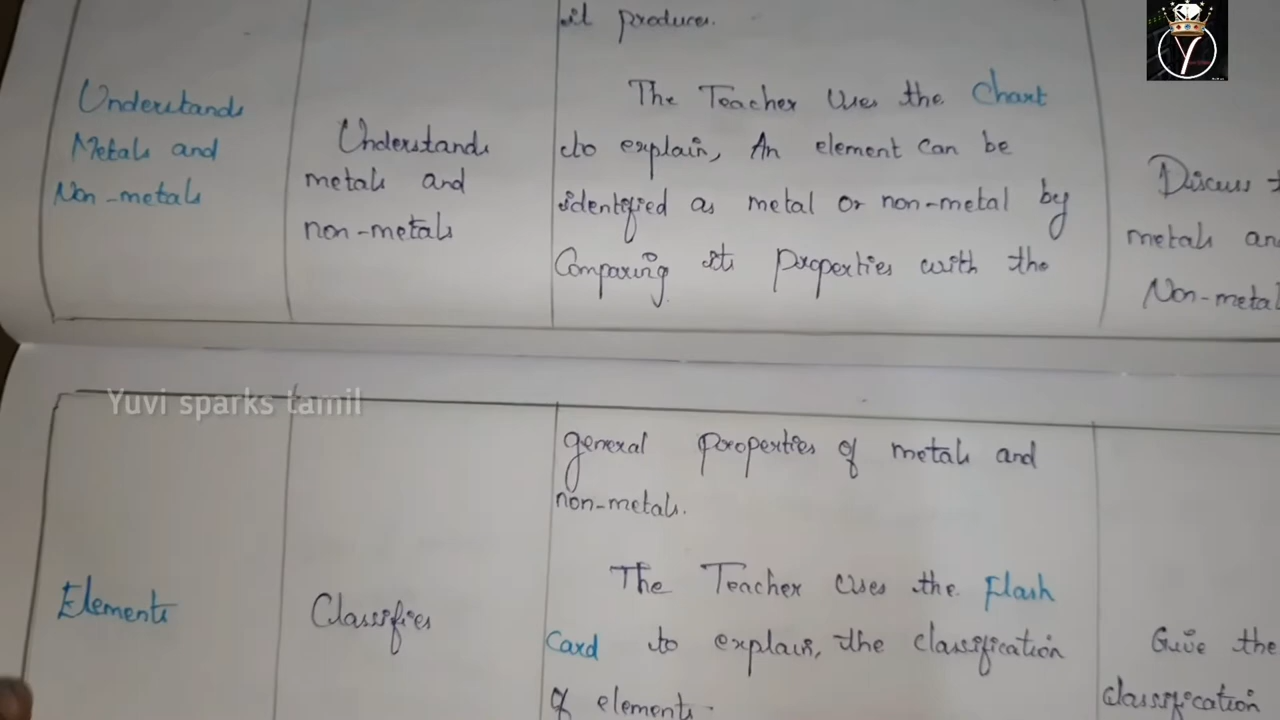 it produces.
Understands
Metals and
Non-metals
Understands
metals and
non-metals
The Teacher Uses the Chart
to explain, An element can be
identified as metal or non-metal by
Comparing its properties with the
Discuss
metals an
Non-metal
Yuvi sparks tamil
general properties of metals and
non-metals.
Elements
Classifies
The Teacher Uses the Flash
Card to explain, the classification
of elements.
Give the
classification
Y